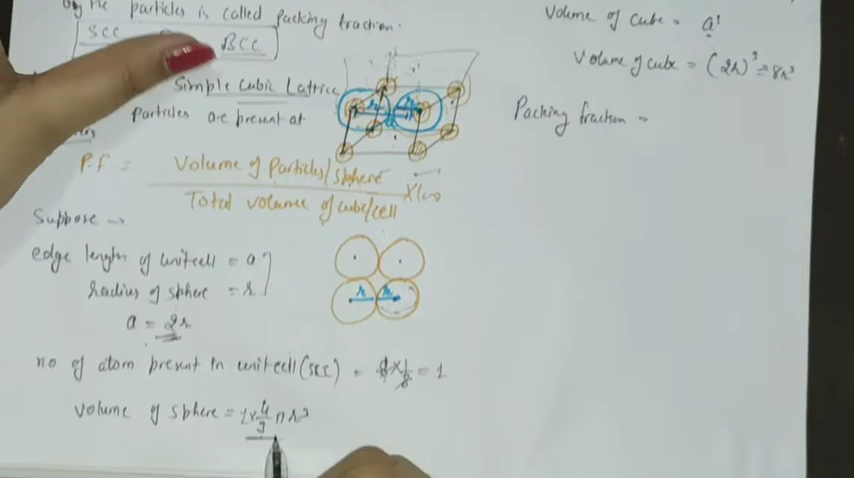 particles is called packing fraction.
SCC BCC
Simple Cubic Lattice
Particles are present at
P.f = Volume of Particles/sphere
Total volume of cube/cell ×100
Suppose →
edge length of unitcell = a
radius of sphere = r
a = 2r
no of atom present in unitcell (scc) = 8×1/8 = 1
volume of sphere = 1×4/3 πr³
r r
r r
Volume of cube = a³
Volume of cube = (2r)³ = 8r³
Packing fraction =